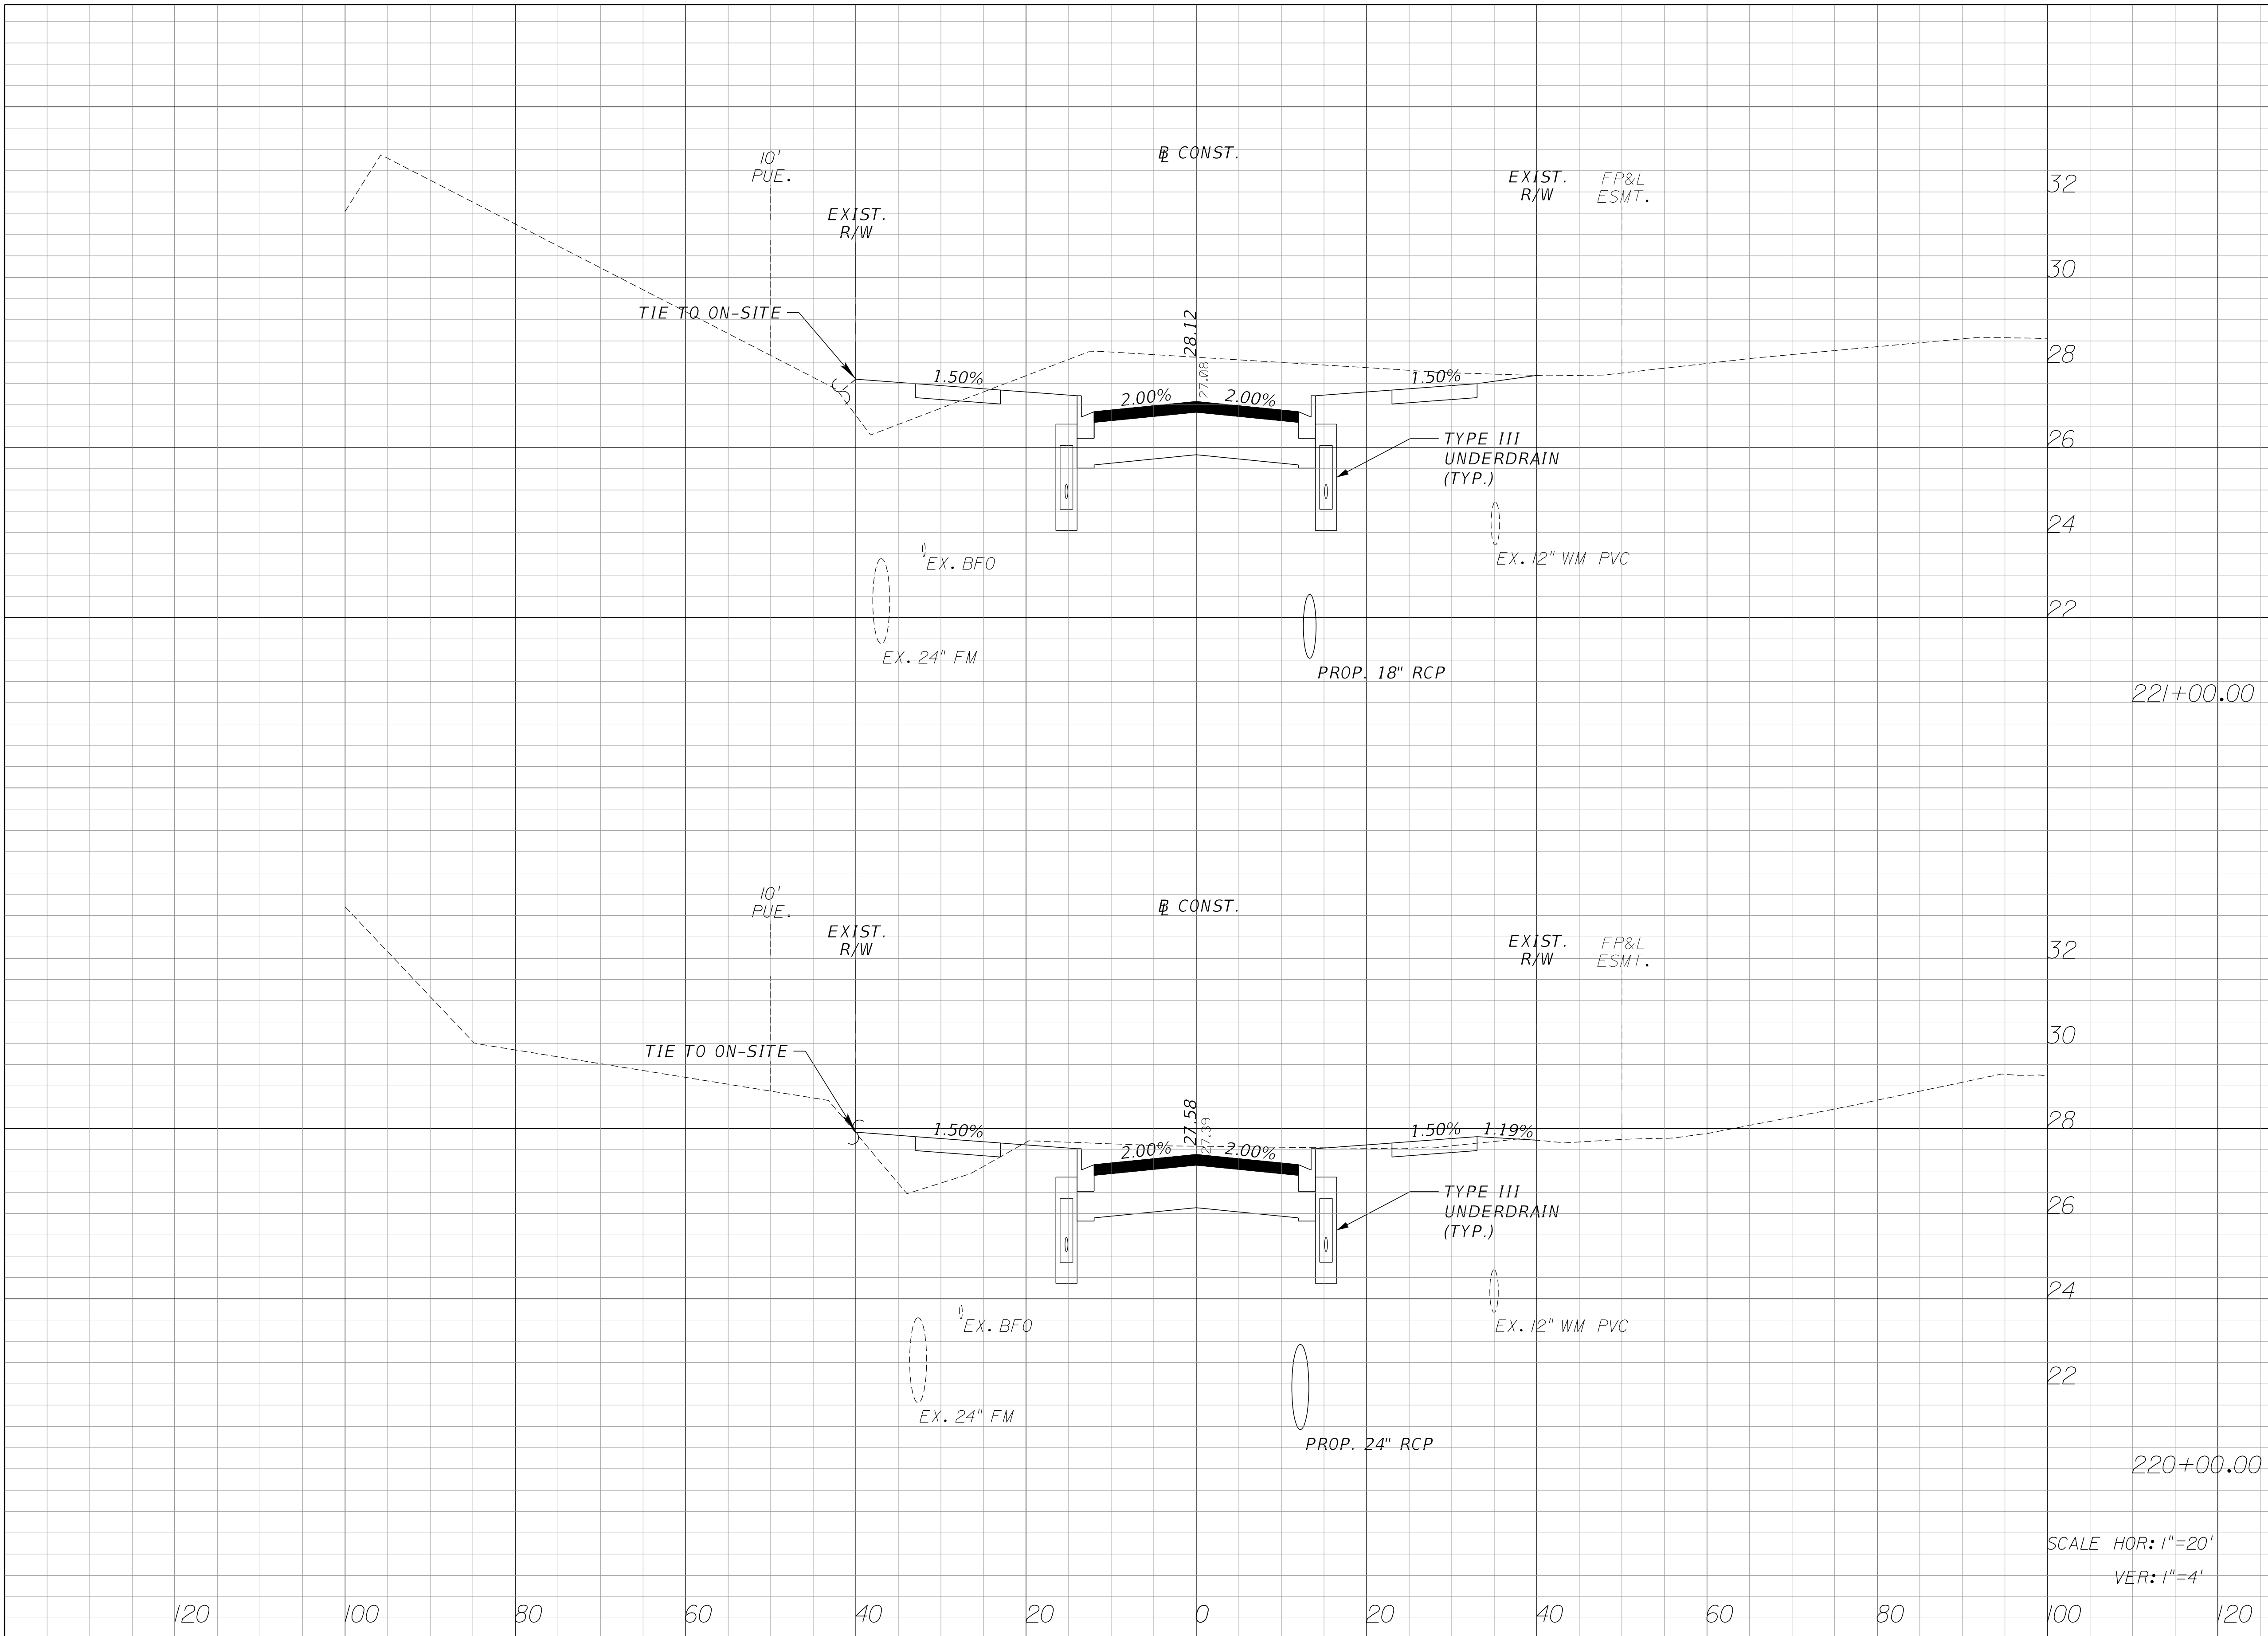 10'
PUE.
℄ CONST.
EXIST.
R/W
FP&L
ESMT.
32
EXIST.
R/W
30
TIE TO ON-SITE
28.12
28
27.08
1.50%
1.50%
2.00%
2.00%
TYPE III
UNDERDRAIN
(TYP.)
26
24
EX. BFO
EX. 12" WM PVC
22
EX. 24" FM
PROP. 18" RCP
221+00.00
10'
PUE.
℄ CONST.
EXIST.
R/W
EXIST.
R/W
FP&L
ESMT.
32
30
TIE TO ON-SITE
27.58
27.39
28
1.50%
1.50%
1.19%
2.00%
2.00%
TYPE III
UNDERDRAIN
(TYP.)
26
24
EX. BFO
EX. 12" WM PVC
22
EX. 24" FM
PROP. 24" RCP
220+00.00
SCALE HOR: 1"=20'
VER: 1"=4'
120 100 80 60 40 20 0 20 40 60 80 100 120